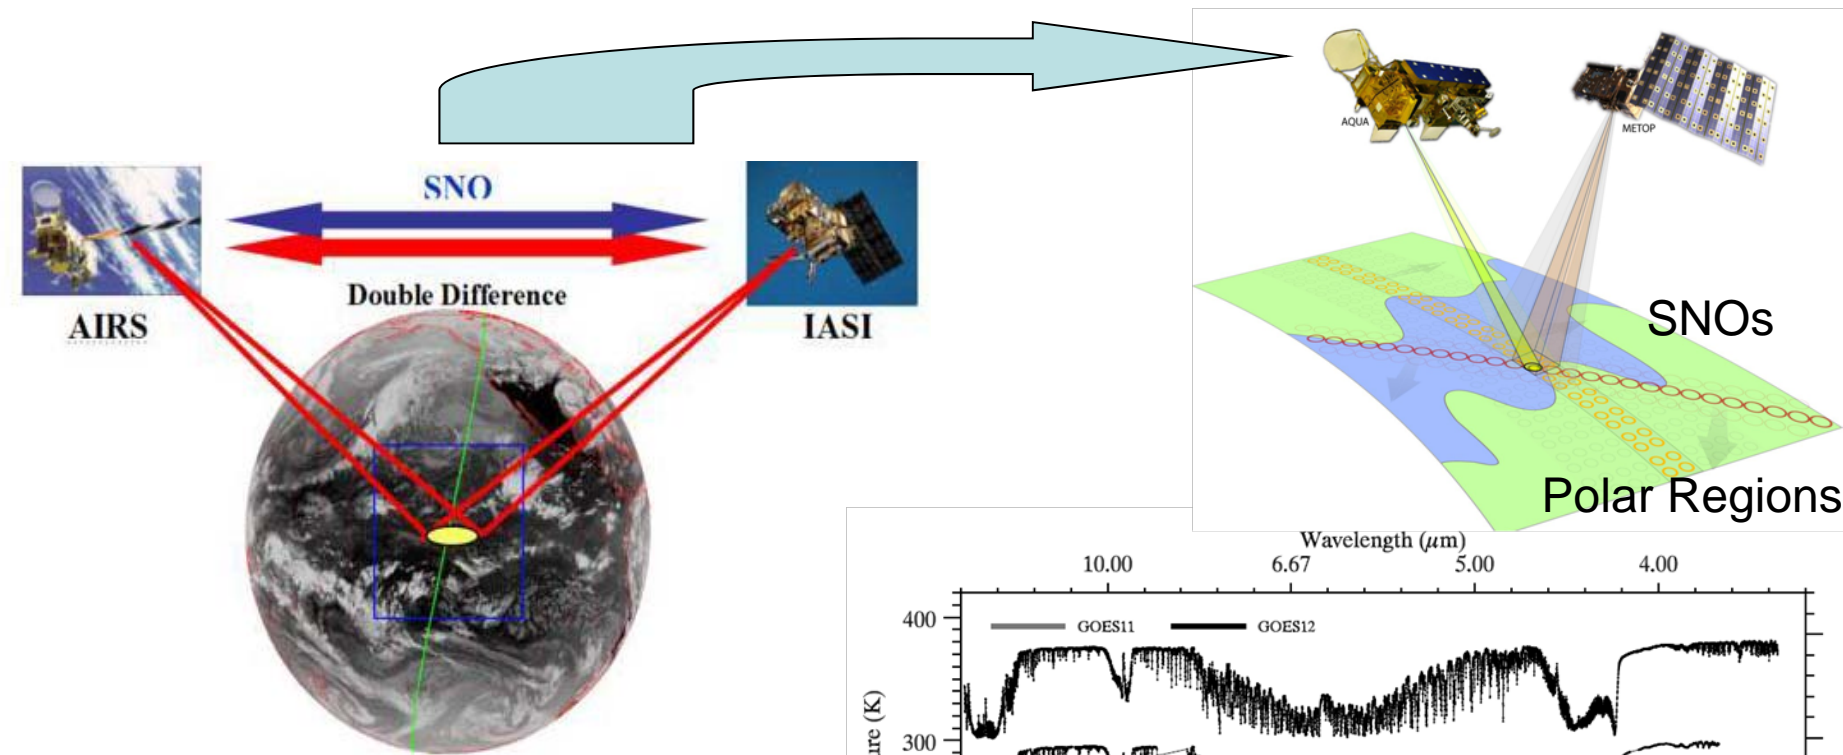 SNO
Double Difference
AIRS
IASI
AQUA
METOP
SNOs
Polar Regions
Wavelength (μm)
10.00 6.67 5.00 4.00
400
GOES11 GOES12
300
ure (K)